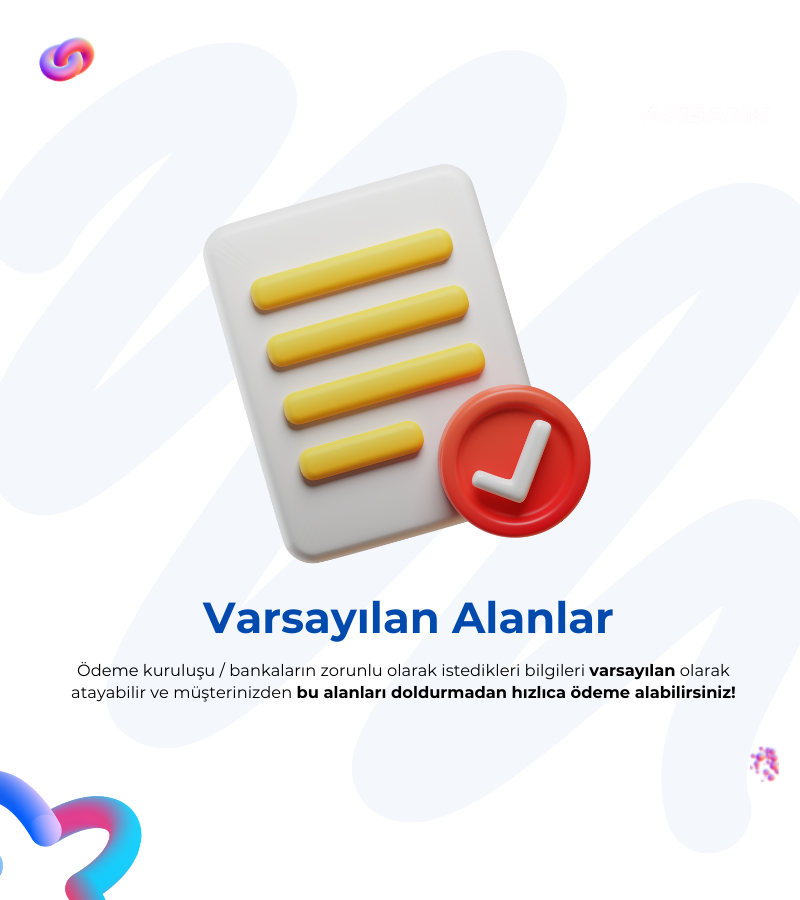 Varsayılan Alanlar
Ödeme kuruluşu / bankaların zorunlu olarak istedikleri bilgileri varsayılan olarak
atayabilir ve müşterinizden bu alanları doldurmadan hızlıca ödeme alabilirsiniz!